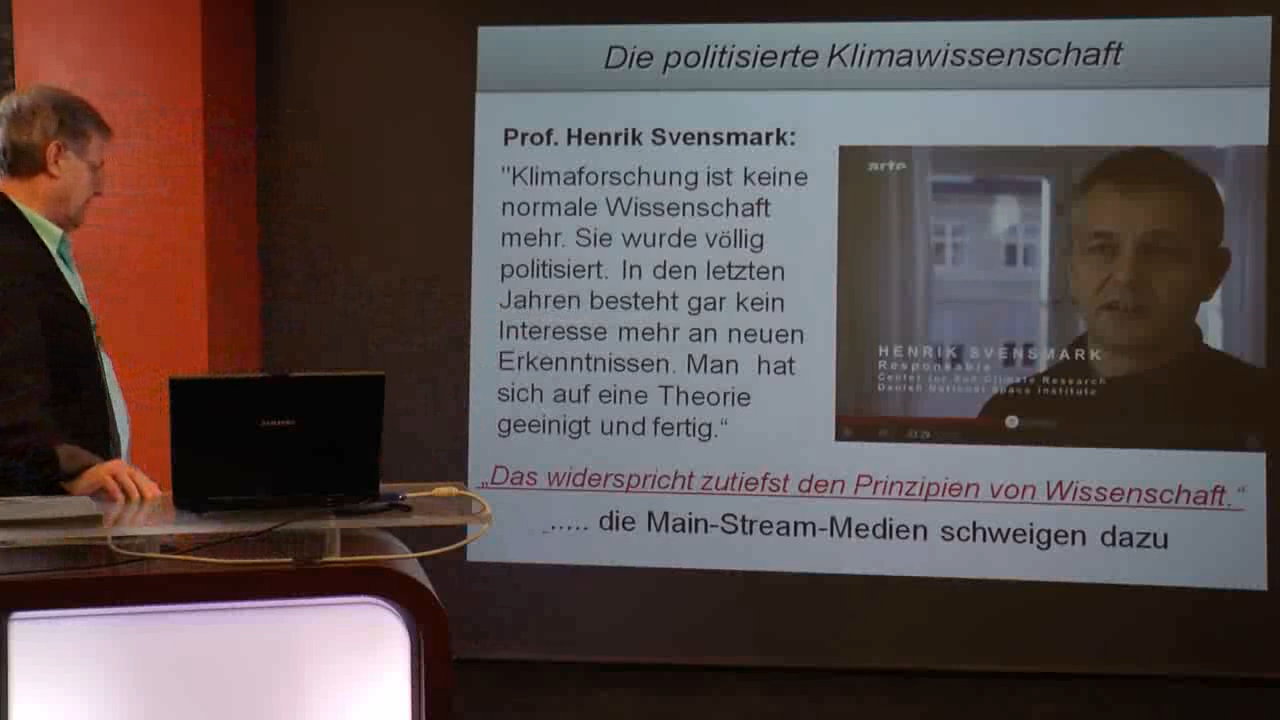 Die politisierte Klimawissenschaft
Prof. Henrik Svensmark:
"Klimaforschung ist keine
normale Wissenschaft
mehr. Sie wurde völlig
politisiert. In den letzten
Jahren besteht gar kein
Interesse mehr an neuen
Erkenntnissen. Man hat
sich auf eine Theorie
geeinigt und fertig.“
arte
HENRIK SVENSMARK
Responsable
Center for Sun Climate Research
Danish National Space Institute
„Das widerspricht zutiefst den Prinzipien von Wissenschaft.“
..... die Main-Stream-Medien schweigen dazu
SAMSUNG